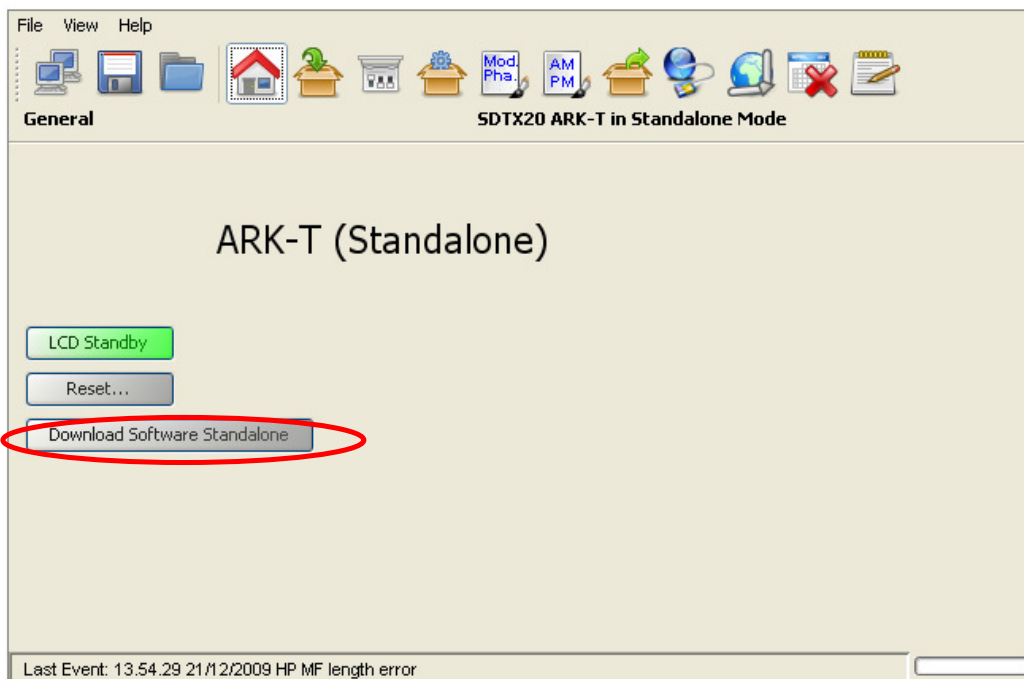 File View Help
Mod. Pha.
AM PM
General SDTX20 ARK-T in Standalone Mode
ARK-T (Standalone)
LCD Standby
Reset...
Download Software Standalone
Last Event: 13.54.29 21/12/2009 HP MF length error